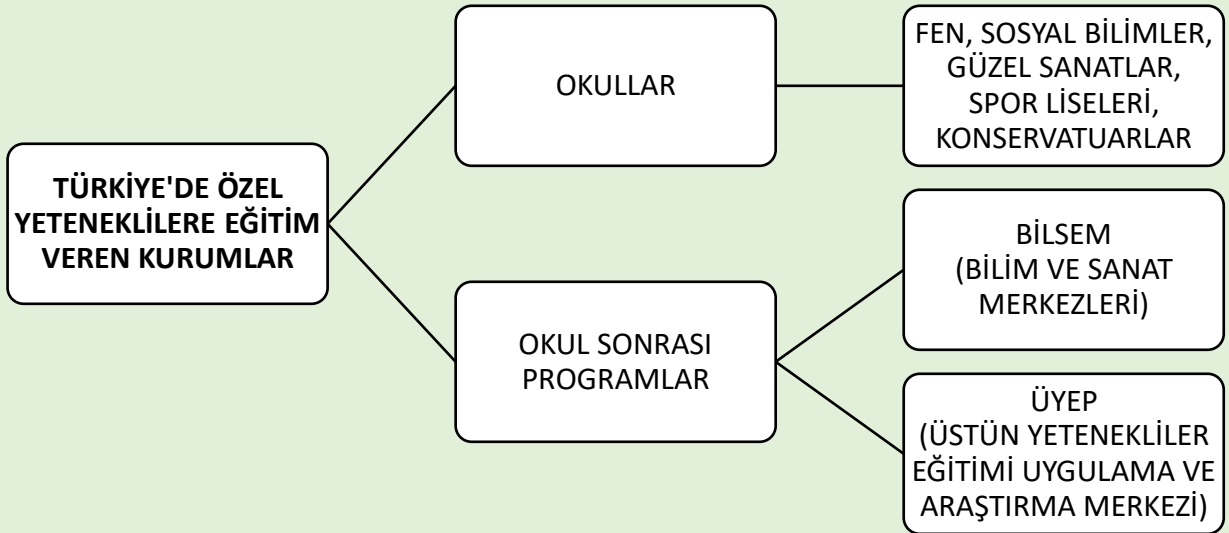 TÜRKİYE'DE ÖZEL
YETENEKLİLERE EĞİTİM
VEREN KURUMLAR
OKULLAR
FEN, SOSYAL BİLİMLER,
GÜZEL SANATLAR,
SPOR LİSELERİ,
KONSERVATUARLAR
OKUL SONRASI
PROGRAMLAR
BİLSEM
(BİLİM VE SANAT
MERKEZLERİ)
ÜYEP
(ÜSTÜN YETENEKLİLER
EĞİTİMİ UYGULAMA VE
ARAŞTIRMA MERKEZİ)